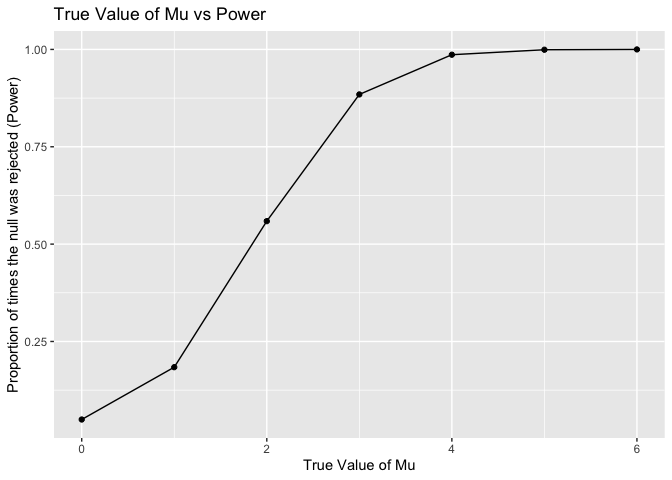 True Value of Mu vs Power
Proportion of times the null was rejected (Power)
1.00
0.75
0.50
0.25
0 2 4 6
True Value of Mu